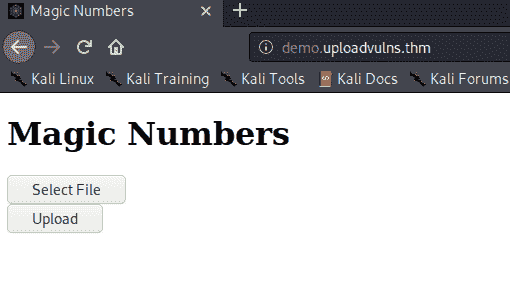 Magic Numbers
demo.uploadvulns.thm
Kali Linux Kali Training Kali Tools Kali Docs Kali Forums
Magic Numbers
Select File
Upload